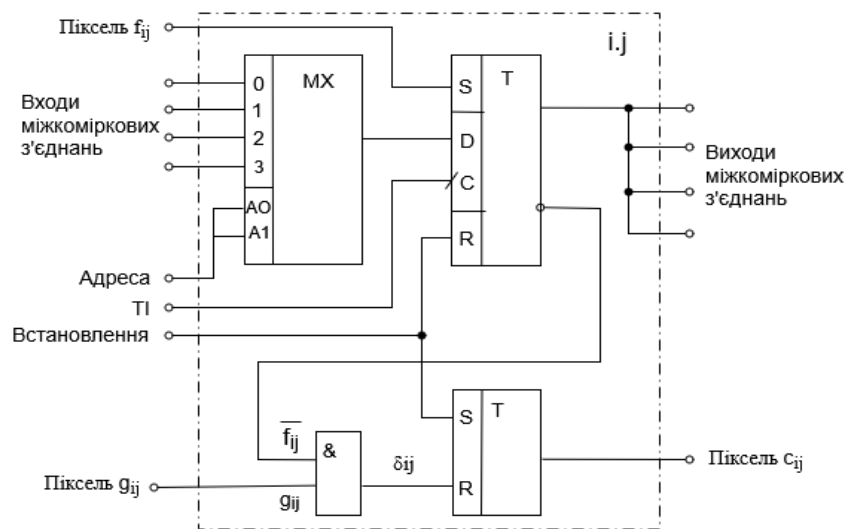 Піксель fij
i.j
MX
T
0
S
1
Входи
міжкоміркових
з'єднань
2
D
3
C
Виходи
міжкоміркових
з'єднань
A0
A1
R
Адреса
TI
Встановлення
S
T
fij
&
δij
Піксель cij
Піксель gij
gij
R